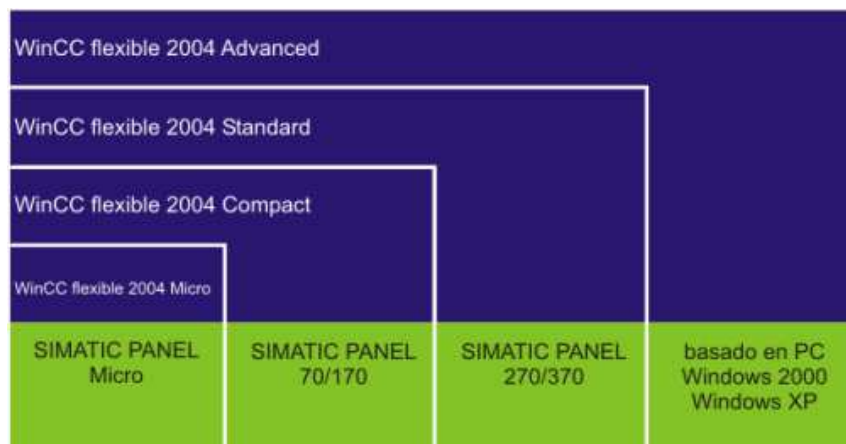 WinCC flexible 2004 Advanced
WinCC flexible 2004 Standard
WinCC flexible 2004 Compact
WinCC flexible 2004 Micro
SIMATIC PANEL
Micro
SIMATIC PANEL
70/170
SIMATIC PANEL
270/370
basado en PC
Windows 2000
Windows XP